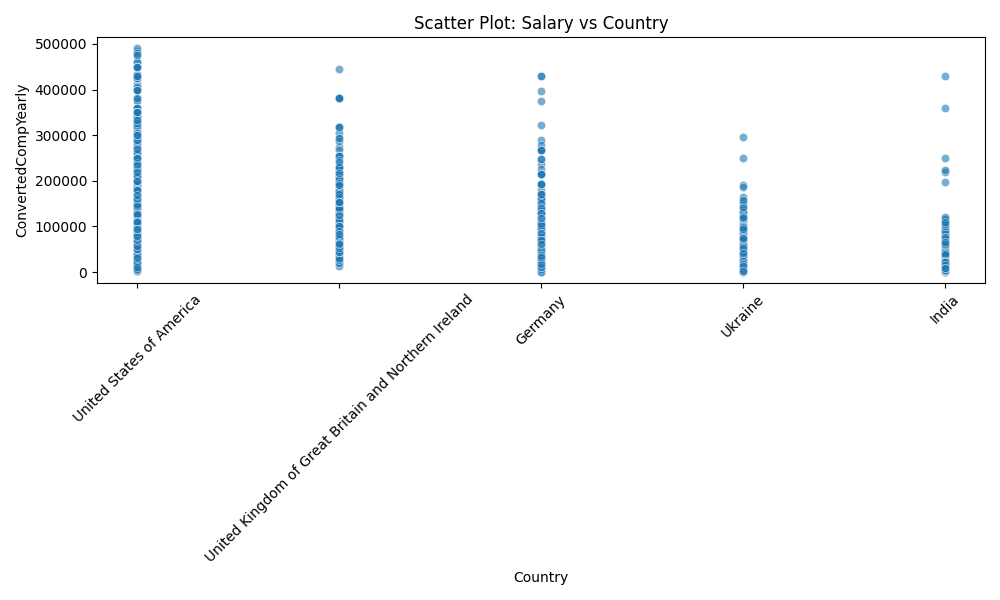 Scatter Plot: Salary vs Country
ConvertedCompYearly
500000
400000
300000
200000
100000
0
United States of America
United Kingdom of Great Britain and Northern Ireland
Germany
Ukraine
India
Country